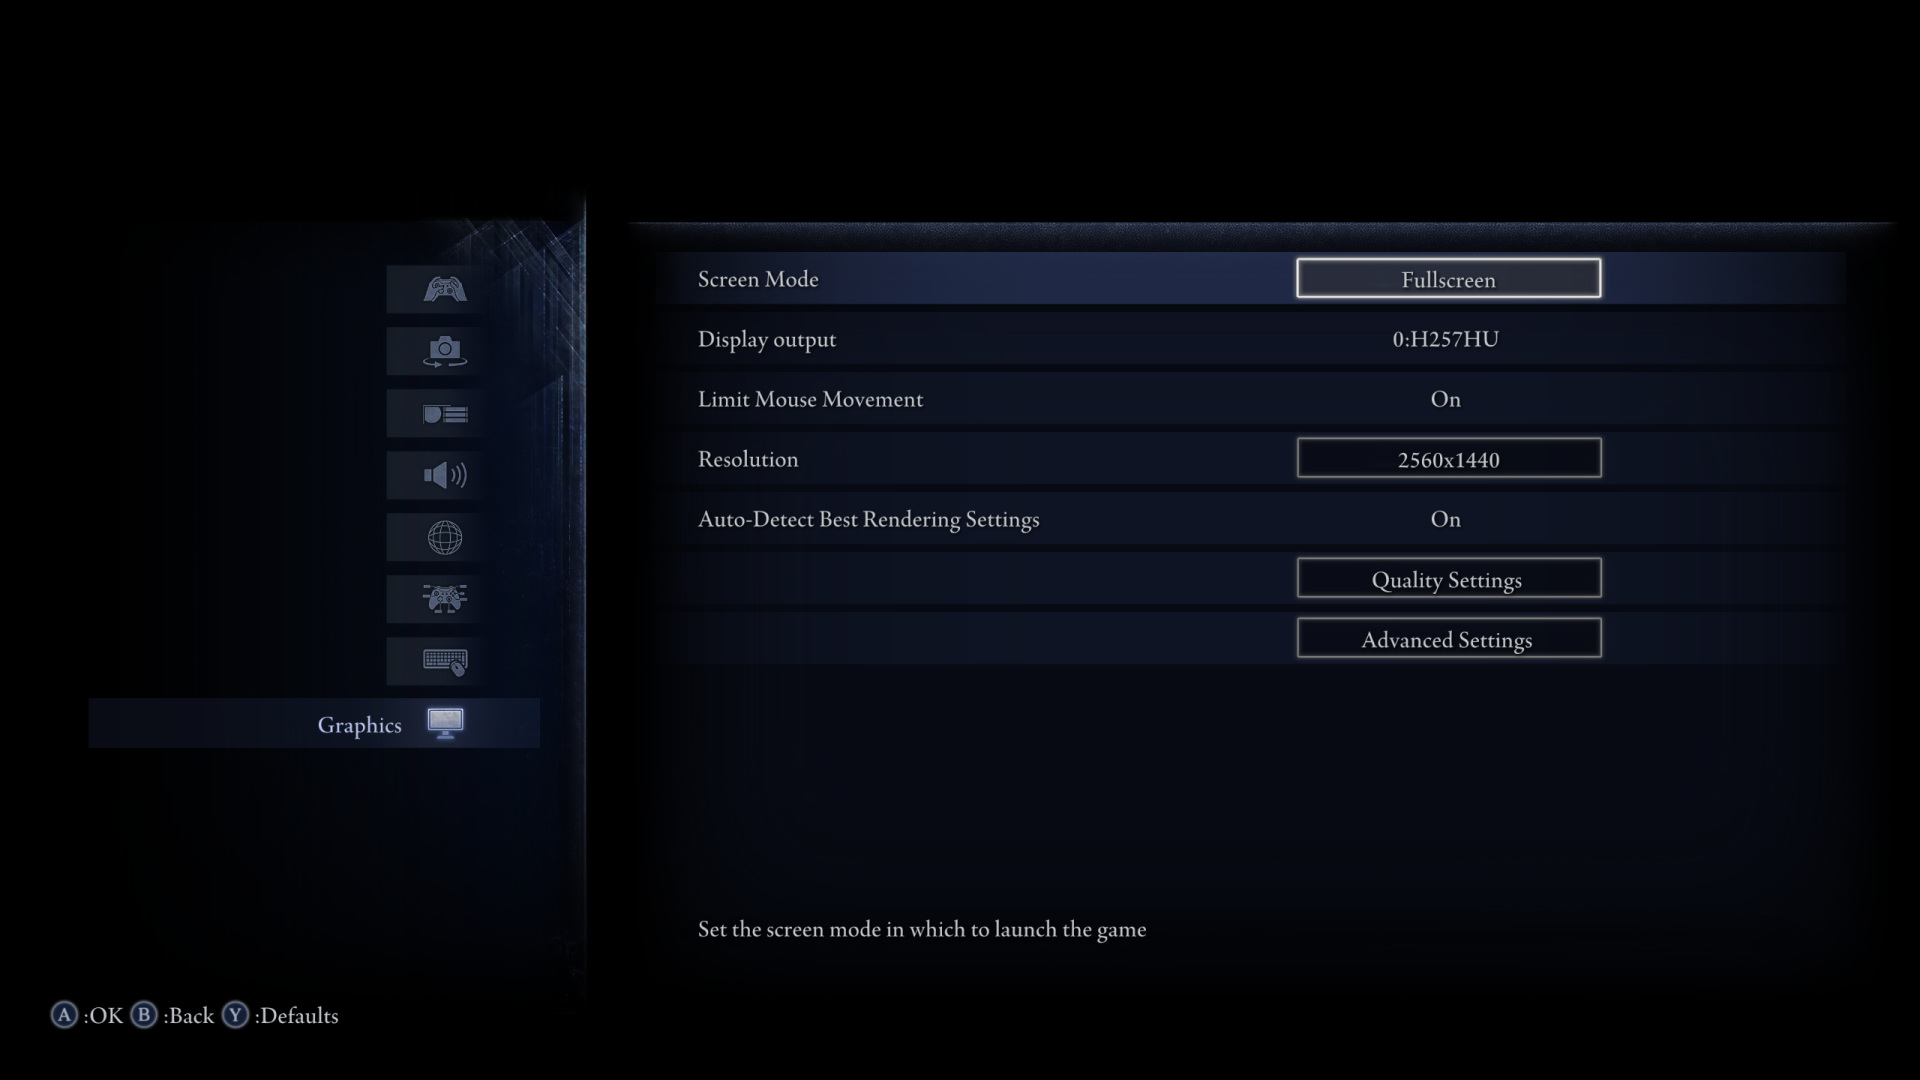 Screen Mode Fullscreen
Display output 0:H257HU
Limit Mouse Movement On
Resolution 2560x1440
Auto-Detect Best Rendering Settings On
Quality Settings
Advanced Settings
Graphics
Set the screen mode in which to launch the game
A :OK B :Back Y :Defaults